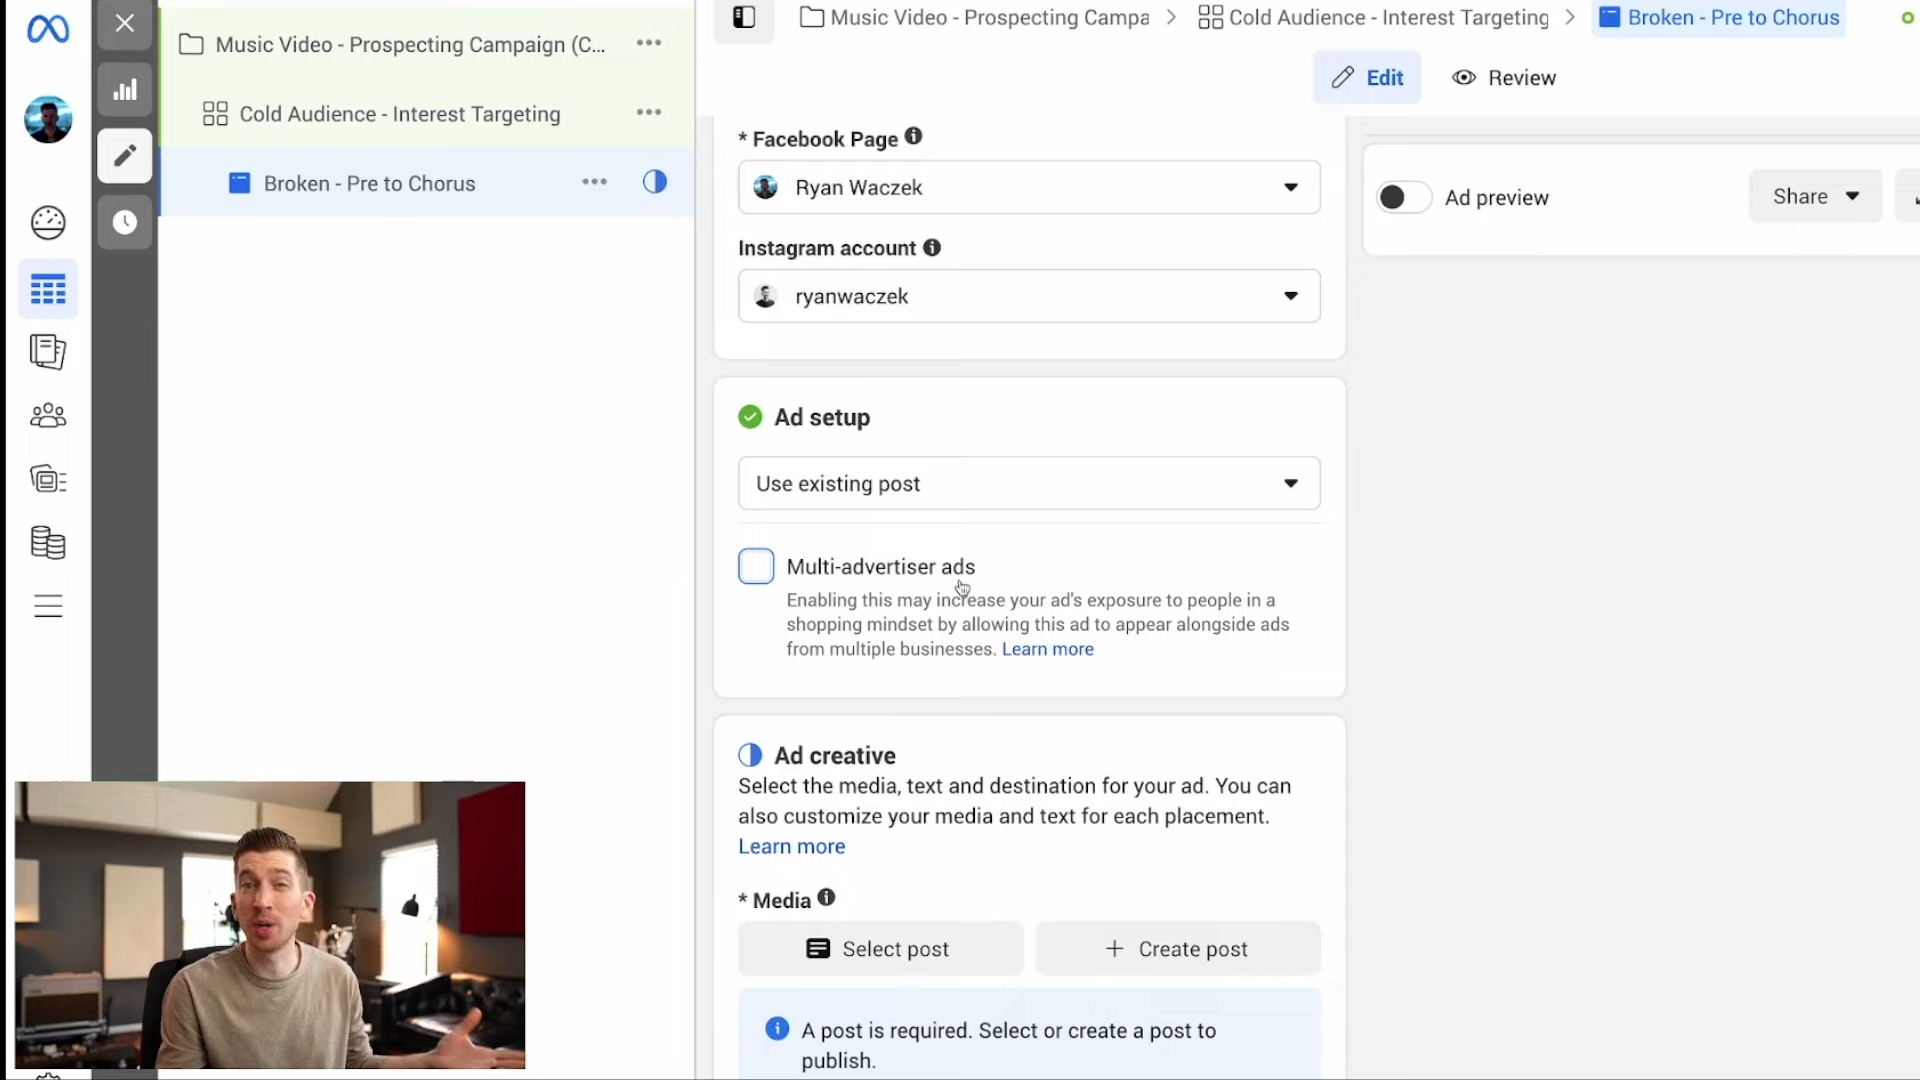 Music Video - Prospecting Campaign (C...
Cold Audience - Interest Targeting
Broken - Pre to Chorus
Music Video - Prospecting Campa
Cold Audience - Interest Targeting
Broken - Pre to Chorus
Edit
Review
* Facebook Page
Ryan Waczek
Instagram account
ryanwaczek
Ad setup
Use existing post
Multi-advertiser ads
Enabling this may increase your ad's exposure to people in a
shopping mindset by allowing this ad to appear alongside ads
from multiple businesses. Learn more
Ad creative
Select the media, text and destination for your ad. You can
also customize your media and text for each placement.
Learn more
* Media
Select post
+ Create post
A post is required. Select or create a post to
publish.
Ad preview
Share